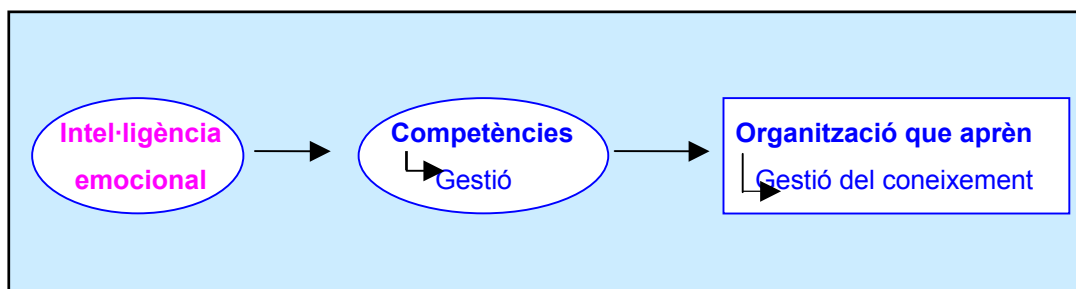 Intel·ligència
emocional
Competències
Gestió
Organització que aprèn
Gestió del coneixement